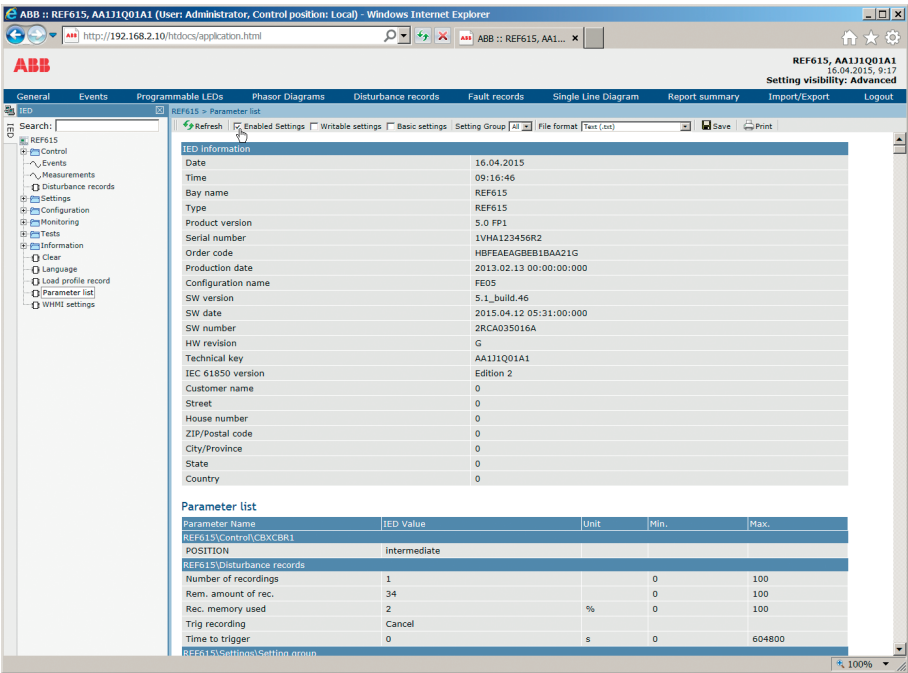 ABB :: REF615, AA1J1Q01A1 (User: Administrator, Control position: Local) - Windows Internet Explorer
http://192.168.2.10/htdocs/application.html
ABB :: REF615, AA1...
ABB
REF615, AA1J1Q01A1
16.04.2015, 9:17
Setting visibility: Advanced
General Events Programmable LEDs Phasor Diagrams Disturbance records Fault records Single Line Diagram Report summary Import/Export Logout
IED
IED
Search:
REF615
Control
Events
Measurements
Disturbance records
Settings
Configuration
Monitoring
Tests
Information
Clear
Language
Load profile record
Parameter list
WHMI settings
REF615 > Parameter list
Refresh Enabled Settings Writable settings Basic settings Setting Group All File format Text (.txt) Save Print
IED information
Date 16.04.2015
Time 09:16:46
Bay name REF615
Type REF615
Product version 5.0 FP1
Serial number 1VHA123456R2
Order code HBFEAEAGBEB1BAA21G
Production date 2013.02.13 00:00:00:000
Configuration name FE05
SW version 5.1_build.46
SW date 2015.04.12 05:31:00:000
SW number 2RCA035016A
HW revision G
Technical key AA1J1Q01A1
IEC 61850 version Edition 2
Customer name 0
Street 0
House number 0
ZIP/Postal code 0
City/Province 0
State 0
Country 0
Parameter list
Parameter Name IED Value Unit Min. Max.
REF615\Control\CBXCBR1
POSITION intermediate
REF615\Disturbance records
Number of recordings 1 0 100
Rem. amount of rec. 34 0 100
Rec. memory used 2 % 0 100
Trig recording Cancel
Time to trigger 0 s 0 604800
REF615\Settings\Setting group
100%